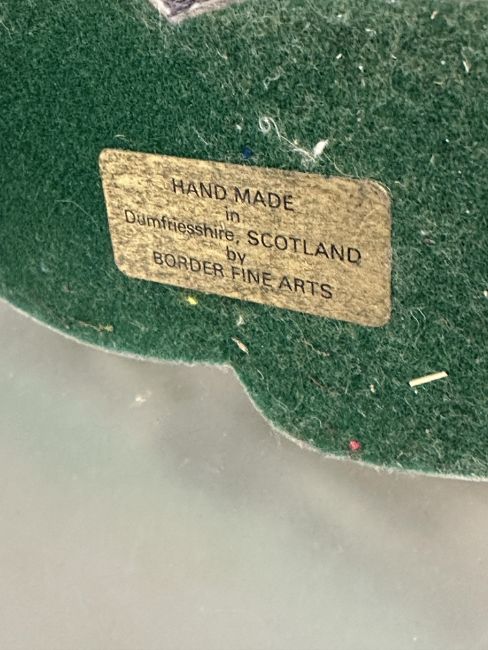 HAND MADE
in
Dumfriesshire, SCOTLAND
by
BORDER FINE ARTS